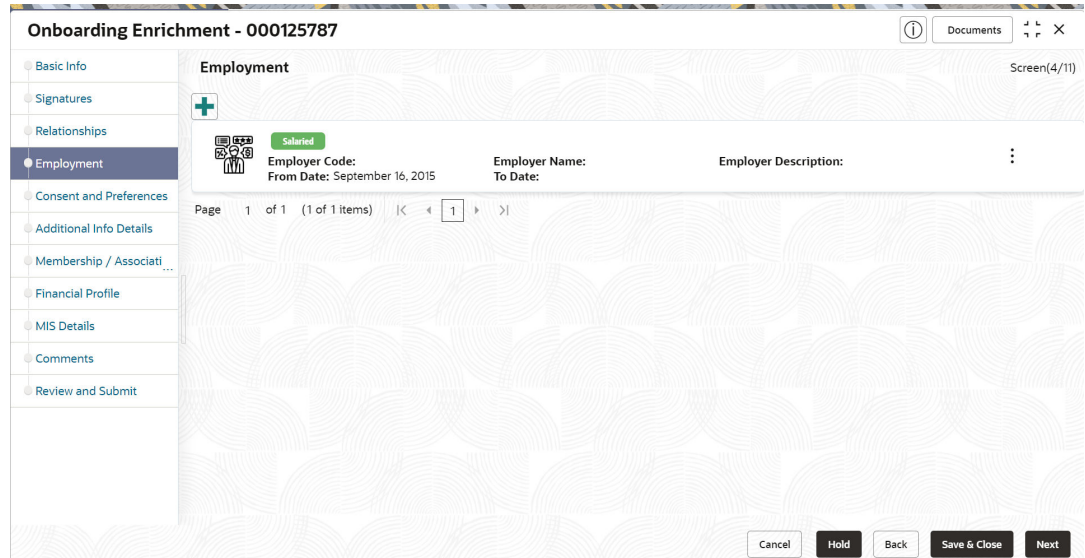 Onboarding Enrichment - 000125787
Documents
Basic Info
Signatures
Relationships
Employment
Consent and Preferences
Additional Info Details
Membership / Associati...
Financial Profile
MIS Details
Comments
Review and Submit
Employment
Screen(4/11)
Salaried
Employer Code: Employer Name: Employer Description:
From Date: September 16, 2015 To Date:
Page 1 of 1 (1 of 1 items) 1
Cancel Hold Back Save & Close Next